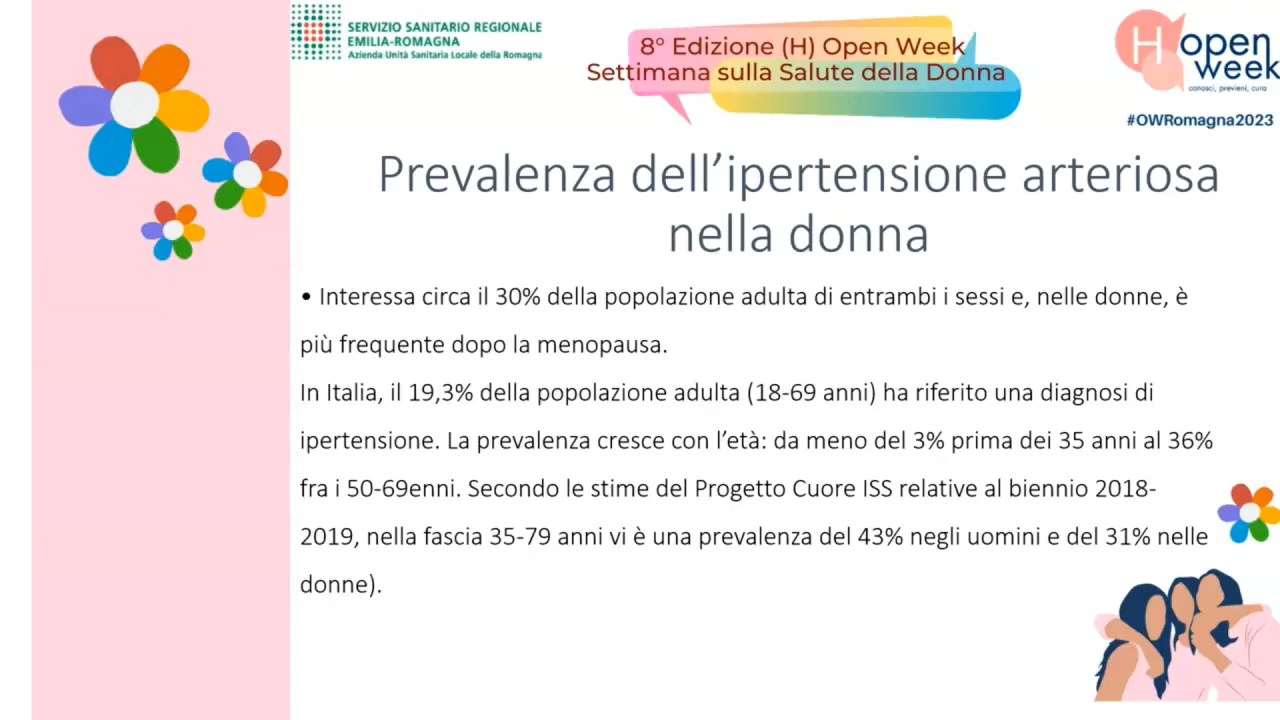 SERVIZIO SANITARIO REGIONALE
EMILIA-ROMAGNA
Azienda Unità Sanitaria Locale della Romagna
8° Edizione (H) Open Week
Settimana sulla Salute della Donna
H open
week
conosci, previeni, cura
#OWRomagna2023
Prevalenza dell’ipertensione arteriosa
nella donna
• Interessa circa il 30% della popolazione adulta di entrambi i sessi e, nelle donne, è
più frequente dopo la menopausa.
In Italia, il 19,3% della popolazione adulta (18-69 anni) ha riferito una diagnosi di
ipertensione. La prevalenza cresce con l’età: da meno del 3% prima dei 35 anni al 36%
fra i 50-69enni. Secondo le stime del Progetto Cuore ISS relative al biennio 2018-
2019, nella fascia 35-79 anni vi è una prevalenza del 43% negli uomini e del 31% nelle
donne).